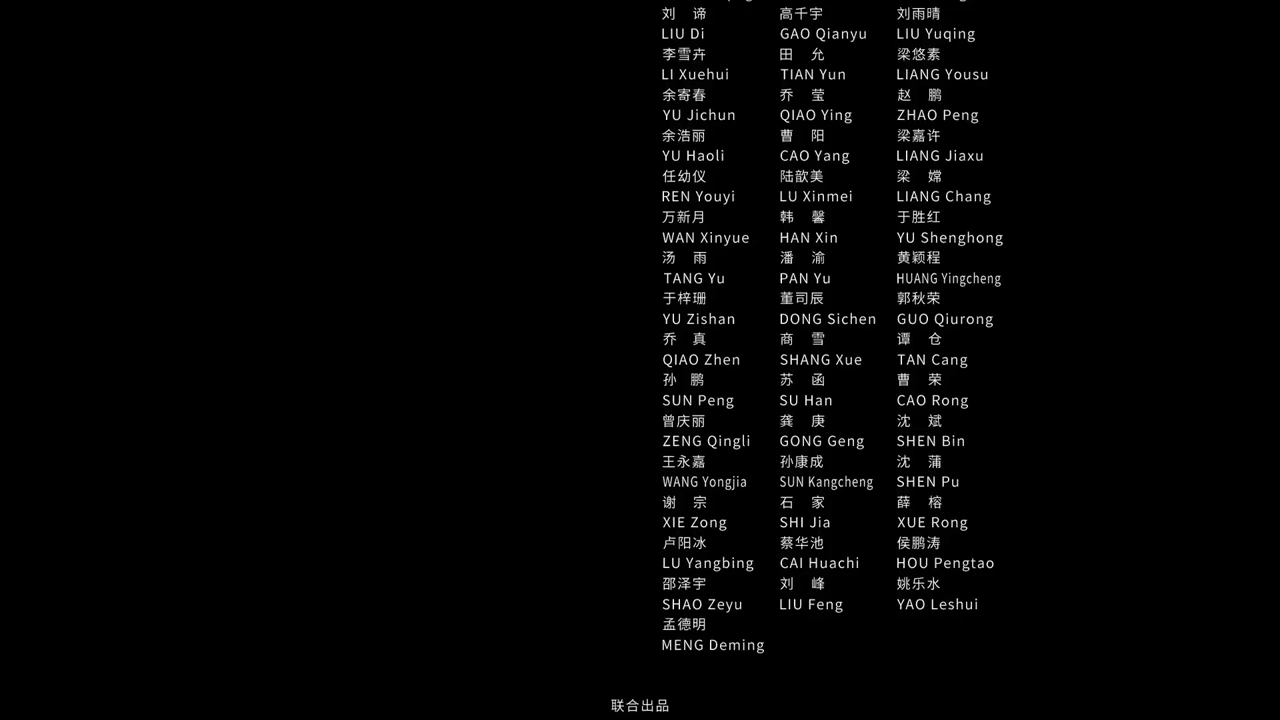 刘 谛 高千宇 刘雨晴
LIU Di GAO Qianyu LIU Yuqing
李雪卉 田 允 梁悠素
LI Xuehui TIAN Yun LIANG Yousu
余寄春 乔 莹 赵 鹏
YU Jichun QIAO Ying ZHAO Peng
余浩丽 曹 阳 梁嘉许
YU Haoli CAO Yang LIANG Jiaxu
任幼仪 陆歆美 梁 嫦
REN Youyi LU Xinmei LIANG Chang
万新月 韩 馨 于胜红
WAN Xinyue HAN Xin YU Shenghong
汤 雨 潘 渝 黄颖程
TANG Yu PAN Yu HUANG Yingcheng
于梓珊 董司辰 郭秋荣
YU Zishan DONG Sichen GUO Qiurong
乔 真 商 雪 谭 仓
QIAO Zhen SHANG Xue TAN Cang
孙 鹏 苏 函 曹 荣
SUN Peng SU Han CAO Rong
曾庆丽 龚 庚 沈 斌
ZENG Qingli GONG Geng SHEN Bin
王永嘉 孙康成 沈 蒲
WANG Yongjia SUN Kangcheng SHEN Pu
谢 宗 石 家 薛 榕
XIE Zong SHI Jia XUE Rong
卢阳冰 蔡华池 侯鹏涛
LU Yangbing CAI Huachi HOU Pengtao
邵泽宇 刘 峰 姚乐水
SHAO Zeyu LIU Feng YAO Leshui
孟德明
MENG Deming
联合出品